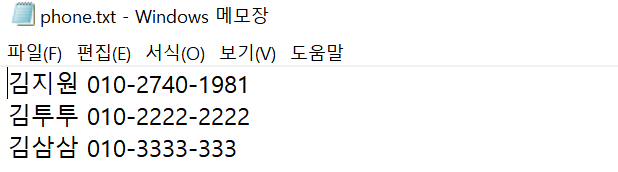 phone.txt - Windows 메모장
파일(F) 편집(E) 서식(O) 보기(V) 도움말
김지원 010-2740-1981
김투투 010-2222-2222
김삼삼 010-3333-333